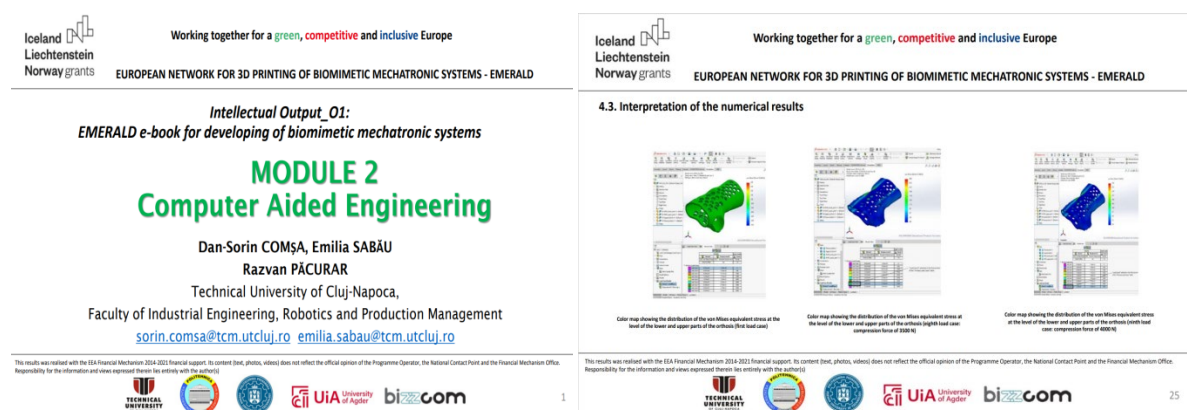 Iceland
Liechtenstein
Norway grants
Working together for a green, competitive and inclusive Europe
EUROPEAN NETWORK FOR 3D PRINTING OF BIOMIMETIC MECHATRONIC SYSTEMS - EMERALD
Intellectual Output_O1:
EMERALD e-book for developing of biomimetic mechatronic systems
MODULE 2
Computer Aided Engineering
Dan-Sorin COMȘA, Emilia SABĂU
Razvan PĂCURAR
Technical University of Cluj-Napoca,
Faculty of Industrial Engineering, Robotics and Production Management
sorin.comsa@tcm.utcluj.ro emilia.sabau@tcm.utcluj.ro
This results was realised with the EEA Financial Mechanism 2014-2021 financial support. Its content (text, photos, videos) does not reflect the official opinion of the Programme Operator, the National Contact Point and the Financial Mechanism Office.
Responsibility for the information and views expressed therein lies entirely with the author(s)
TECHNICAL
UNIVERSITY
POLITEHNICA
UiA University
of Agder
bizzcom
1
Iceland
Liechtenstein
Norway grants
Working together for a green, competitive and inclusive Europe
EUROPEAN NETWORK FOR 3D PRINTING OF BIOMIMETIC MECHATRONIC SYSTEMS - EMERALD
4.3. Interpretation of the numerical results
Color map showing the distribution of the von Mises equivalent stress at
the level of the lower and upper parts of the orthosis (first load case)
Color map showing the distribution of the von Mises equivalent stress at
the level of the lower and upper parts of the orthosis (eighth load case:
compression force of 3500 N)
Color map showing the distribution of the von Mises equivalent stress
at the level of the lower and upper parts of the orthosis (ninth load
case: compression force of 4000 N)
This results was realised with the EEA Financial Mechanism 2014-2021 financial support. Its content (text, photos, videos) does not reflect the official opinion of the Programme Operator, the National Contact Point and the Financial Mechanism Office.
Responsibility for the information and views expressed therein lies entirely with the author(s)
TECHNICAL
UNIVERSITY
POLITEHNICA
UiA University
of Agder
bizzcom
25